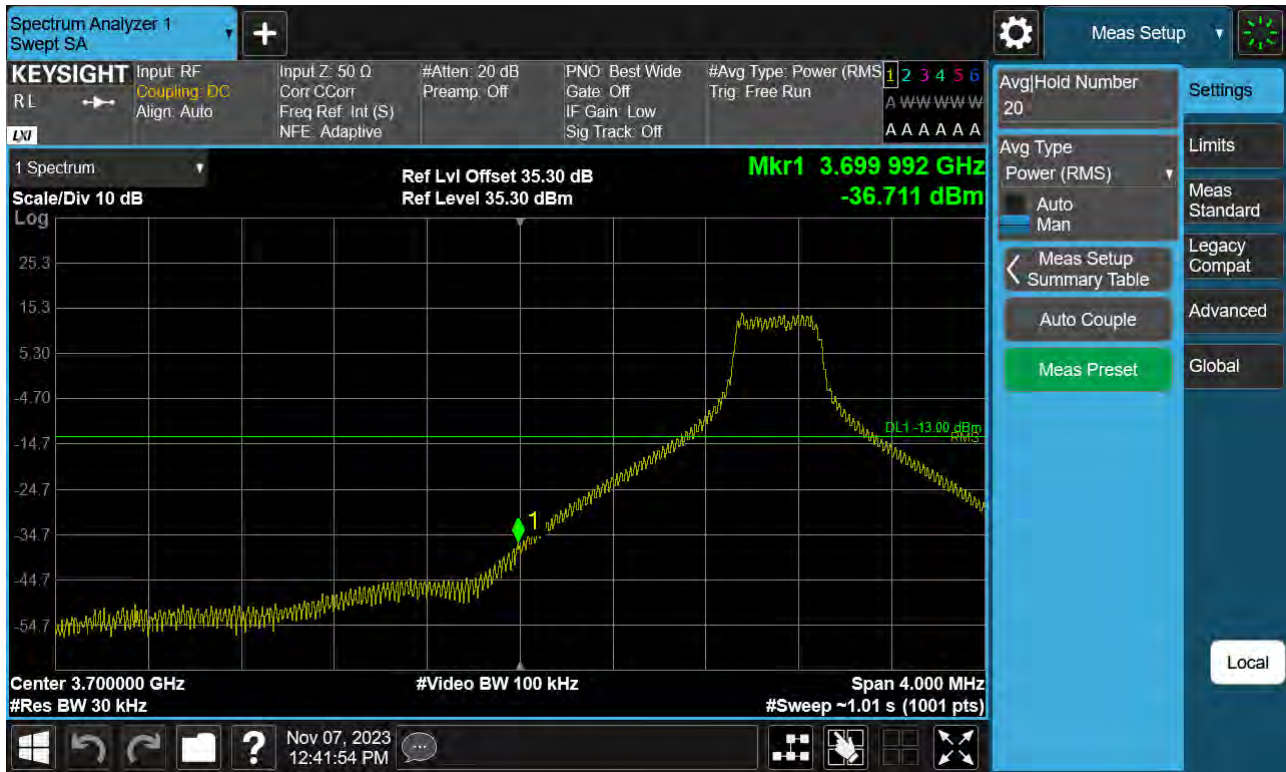 Spectrum Analyzer 1
Swept SA
Meas Setup
KEYSIGHT
RL
LXI
Input: RF
Coupling: DC
Align: Auto
Input Z: 50 Ω
Corr CCorr
Freq Ref: Int (S)
NFE: Adaptive
#Atten: 20 dB
Preamp: Off
PNO: Best Wide
Gate: Off
IF Gain: Low
Sig Track: Off
#Avg Type: Power (RMS
Trig: Free Run
1 2 3 4 5 6
A W W W W W
A A A A A A
1 Spectrum
Scale/Div 10 dB
Ref Lvl Offset 35.30 dB
Ref Level 35.30 dBm
Mkr1 3.699 992 GHz
-36.711 dBm
Log
25.3
15.3
5.30
-4.70
-14.7
-24.7
-34.7
-44.7
-54.7
DL1 -13.00 dBm
RMS
1
Center 3.700000 GHz
#Res BW 30 kHz
#Video BW 100 kHz
Span 4.000 MHz
#Sweep ~1.01 s (1001 pts)
Avg|Hold Number
20
Avg Type
Power (RMS)
Auto
Man
Meas Setup
Summary Table
Auto Couple
Meas Preset
Settings
Limits
Meas
Standard
Legacy
Compat
Advanced
Global
Local
?
Nov 07, 2023
12:41:54 PM